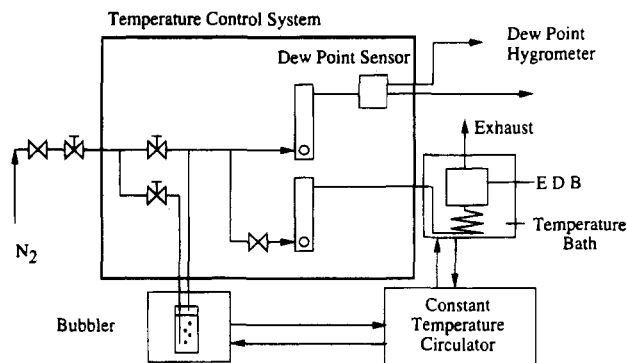 Temperature Control System
Dew Point Sensor
Dew Point
Hygrometer
Exhaust
E D B
Temperature
Bath
N2
Bubbler
Constant
Temperature
Circulator